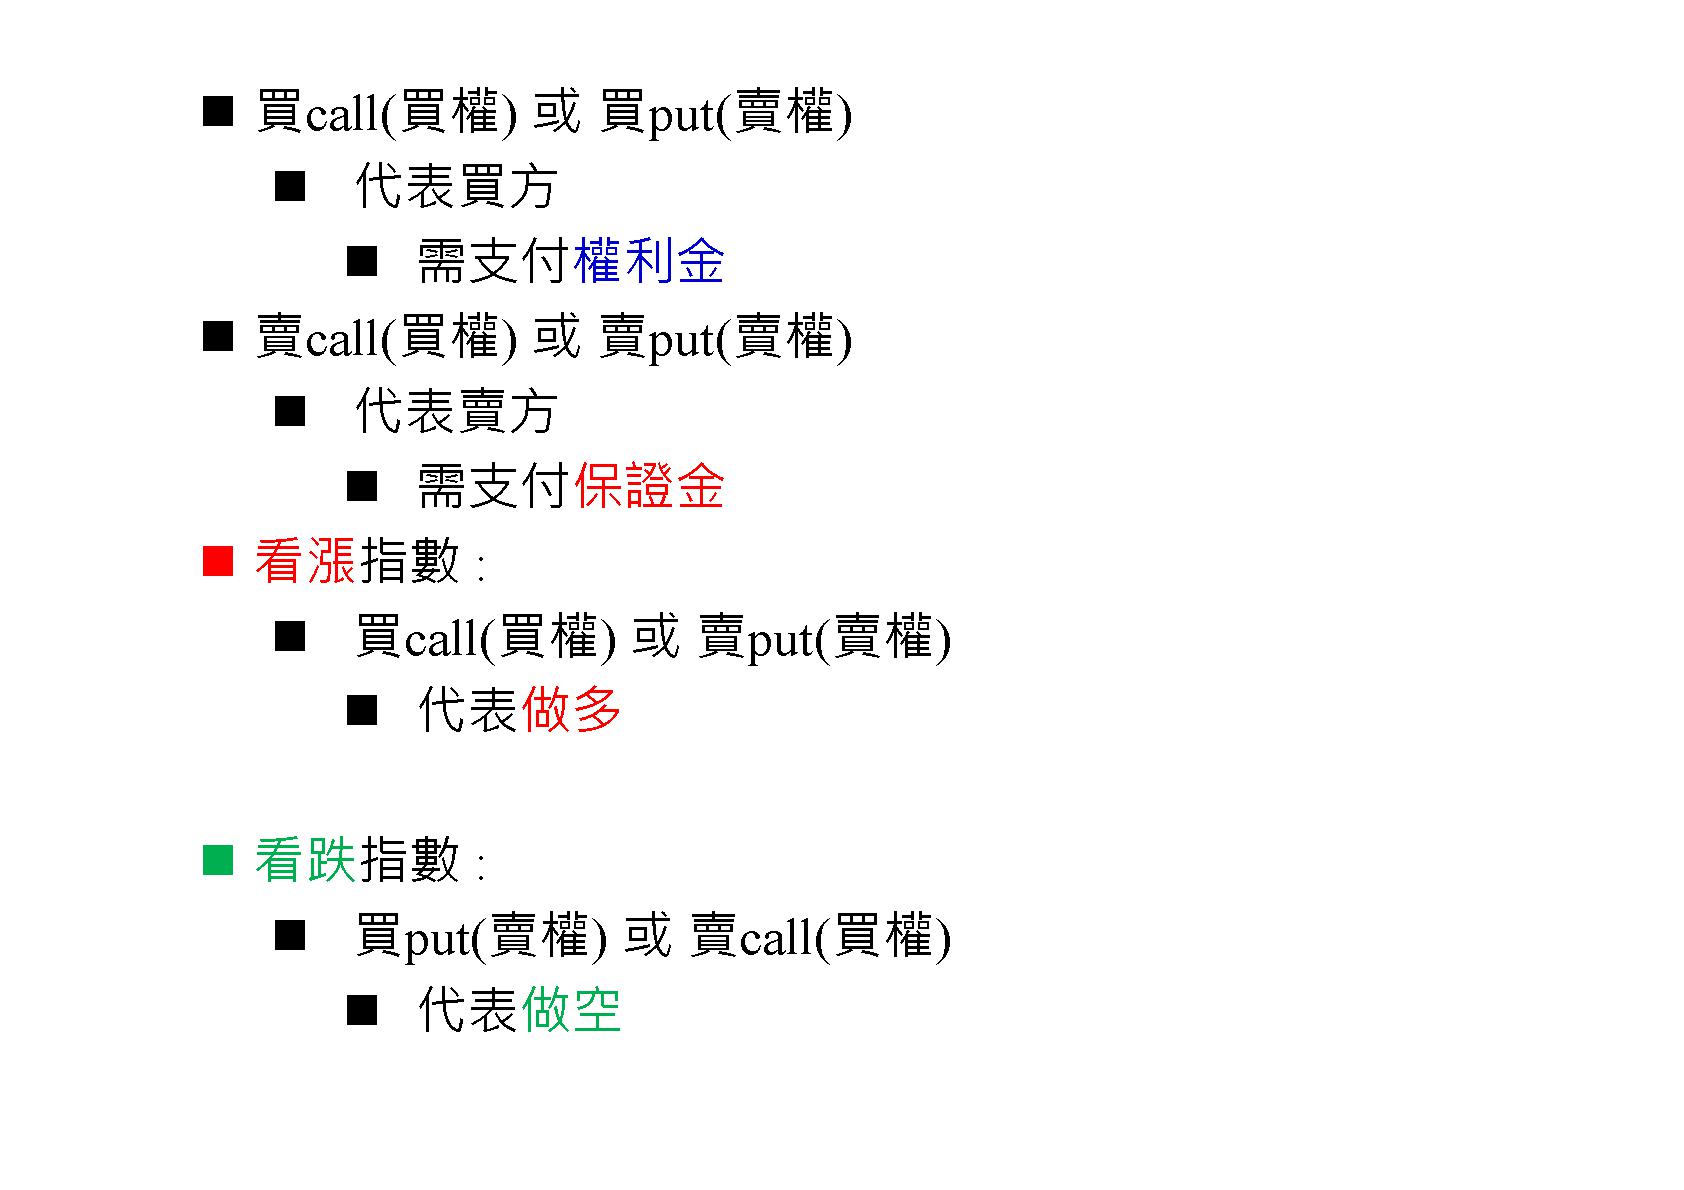 ■ 買call(買權) 或 買put(賣權)
■ 代表買方
■ 需支付權利金
■ 賣call(買權) 或 賣put(賣權)
■ 代表賣方
■ 需支付保證金
■ 看漲指數 :
■ 買call(買權) 或 賣put(賣權)
■ 代表做多
■ 看跌指數 :
■ 買put(賣權) 或 賣call(買權)
■ 代表做空